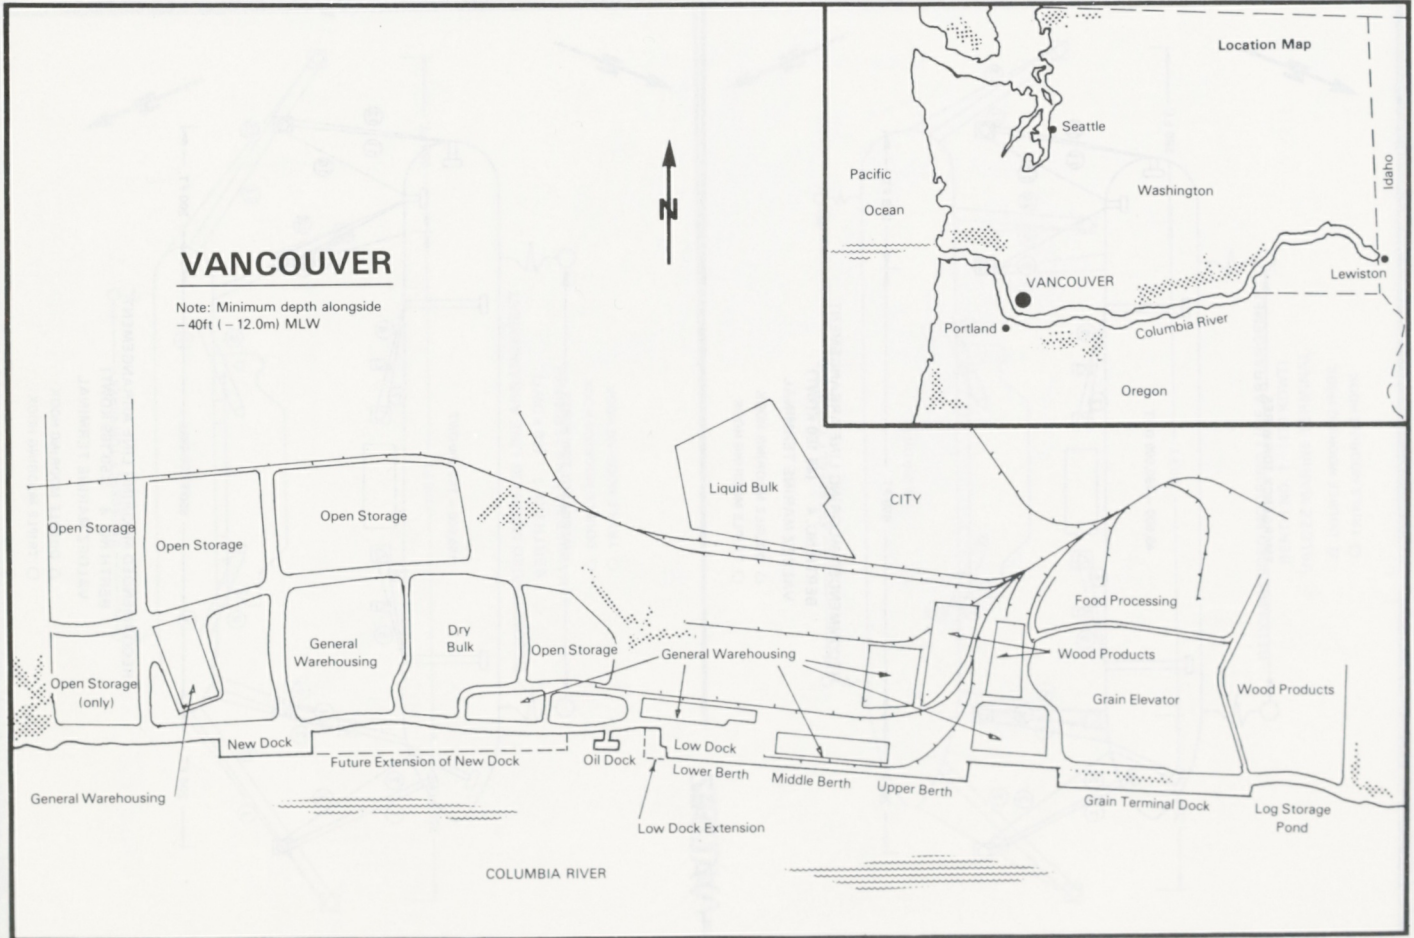 Location Map
Seattle
Pacific
Ocean
Washington
Idaho
N
VANCOUVER
Note: Minimum depth alongside
-40ft (-12.0m) MLW
VANCOUVER
Lewiston
Portland
Columbia River
Oregon
Liquid Bulk
CITY
Open Storage
Open Storage
Open Storage
Food Processing
General
Warehousing
Dry
Bulk
Open Storage
General Warehousing
Wood Products
Open Storage
(only)
Grain Elevator
Wood Products
New Dock
Future Extension of New Dock
Oil Dock
Low Dock
Lower Berth
Middle Berth
Upper Berth
General Warehousing
Grain Terminal Dock
Log Storage
Pond
Low Dock Extension
COLUMBIA RIVER